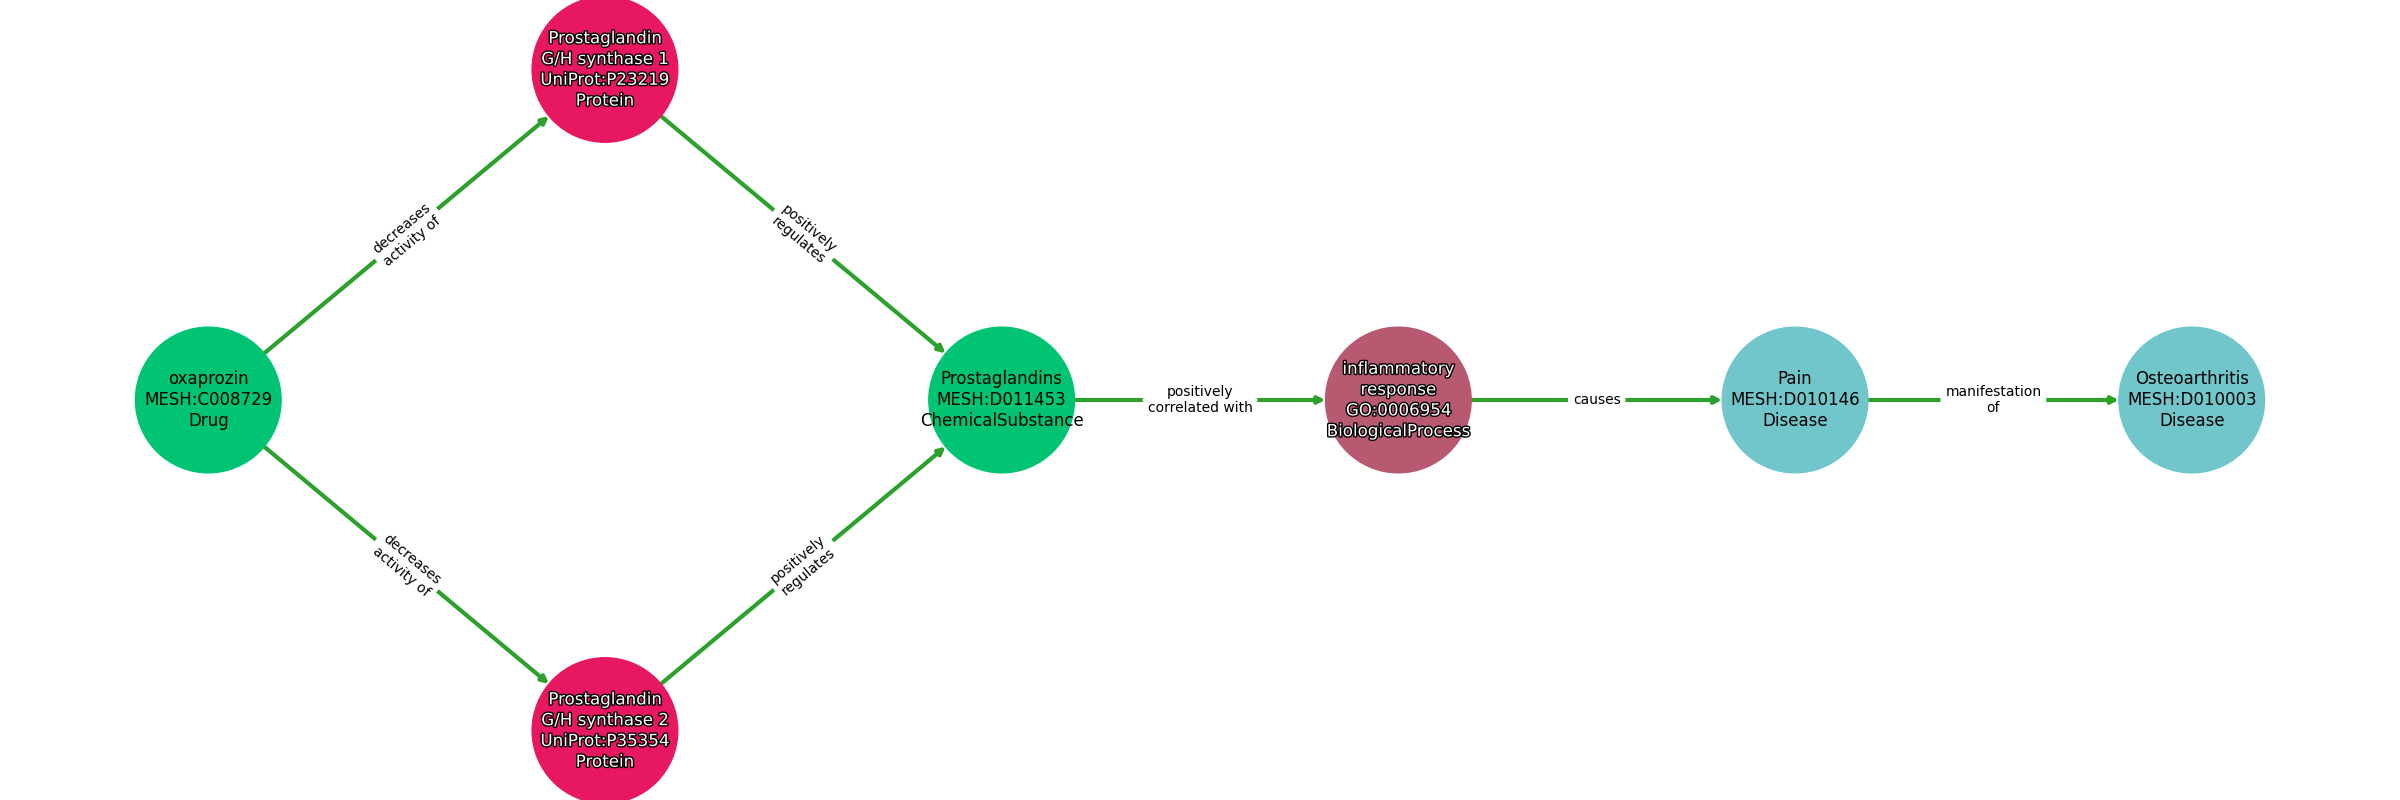 Prostaglandin
G/H synthase 1
UniProt:P23219
Protein
decreases
activity of
positively
regulates
oxaprozin
MESH:C008729
Drug
Prostaglandins
MESH:D011453
ChemicalSubstance
positively
correlated with
inflammatory
response
GO:0006954
BiologicalProcess
causes
Pain
MESH:D010146
Disease
manifestation
of
Osteoarthritis
MESH:D010003
Disease
decreases
activity of
positively
regulates
Prostaglandin
G/H synthase 2
UniProt:P35354
Protein